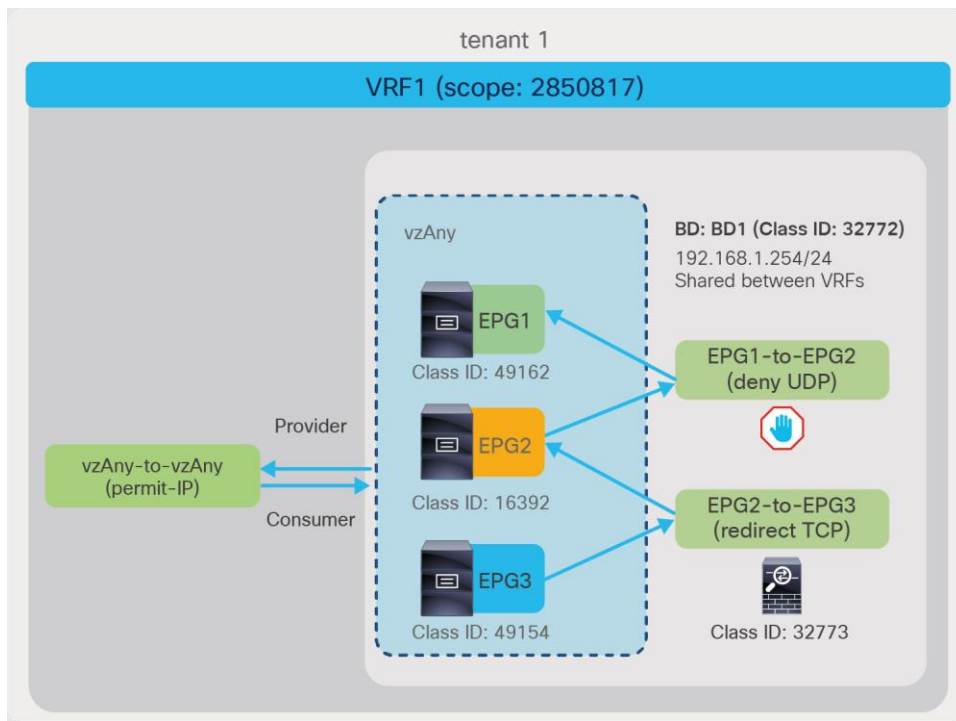 tenant 1
VRF1 (scope: 2850817)
vzAny
EPG1
Class ID: 49162
EPG2
Class ID: 16392
EPG3
Class ID: 49154
Provider
vzAny-to-vzAny
(permit-IP)
Consumer
BD: BD1 (Class ID: 32772)
192.168.1.254/24
Shared between VRFs
EPG1-to-EPG2
(deny UDP)
EPG2-to-EPG3
(redirect TCP)
Class ID: 32773